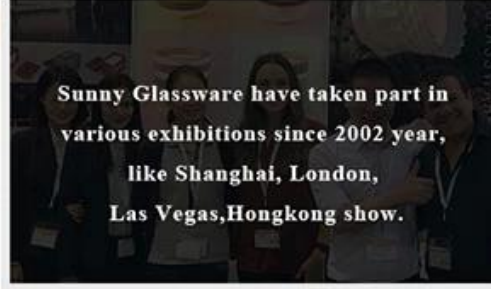 Sunny Glassware have taken part in
various exhibitions since 2002 year,
like Shanghai, London,
Las Vegas,Hongkong show.